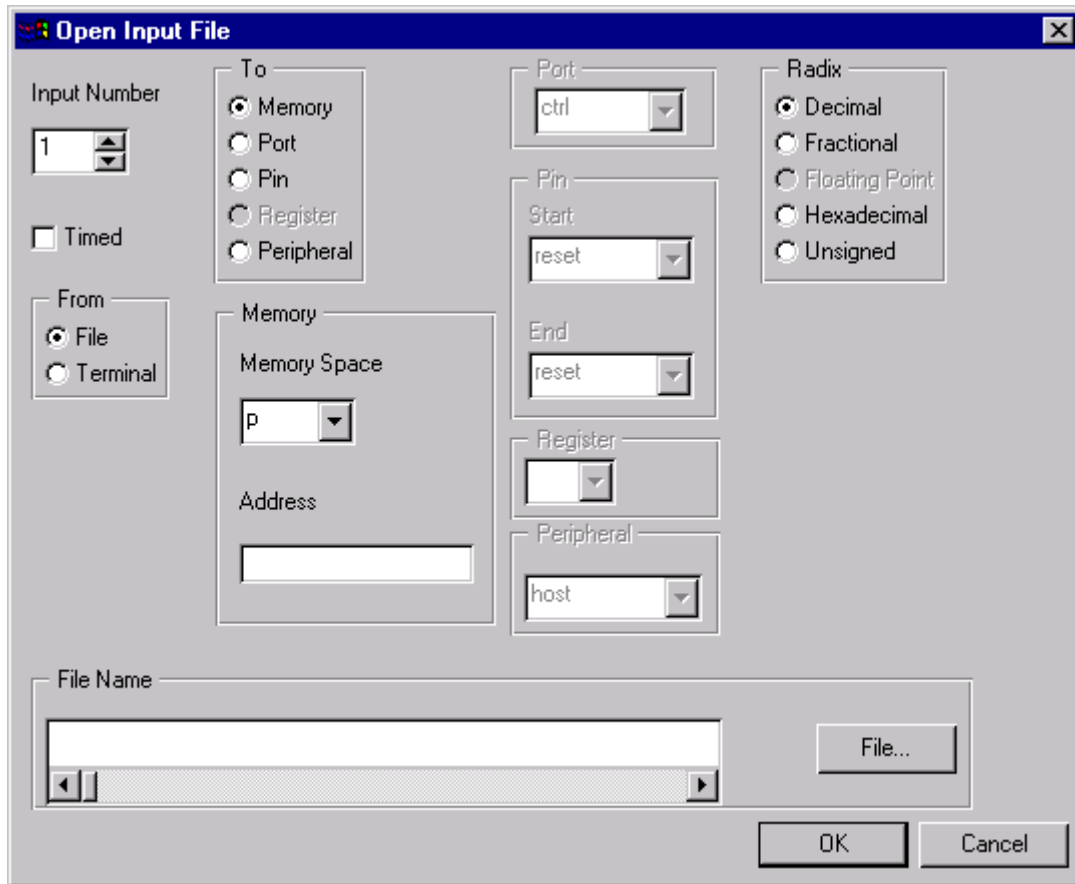 Open Input File
Input Number
1
Timed
From
File
Terminal
To
Memory
Port
Pin
Register
Peripheral
Memory
Memory Space
p
Address
Port
ctrl
Pin
Start
reset
End
reset
Register
Peripheral
host
Radix
Decimal
Fractional
Floating Point
Hexadecimal
Unsigned
File Name
File...
OK
Cancel